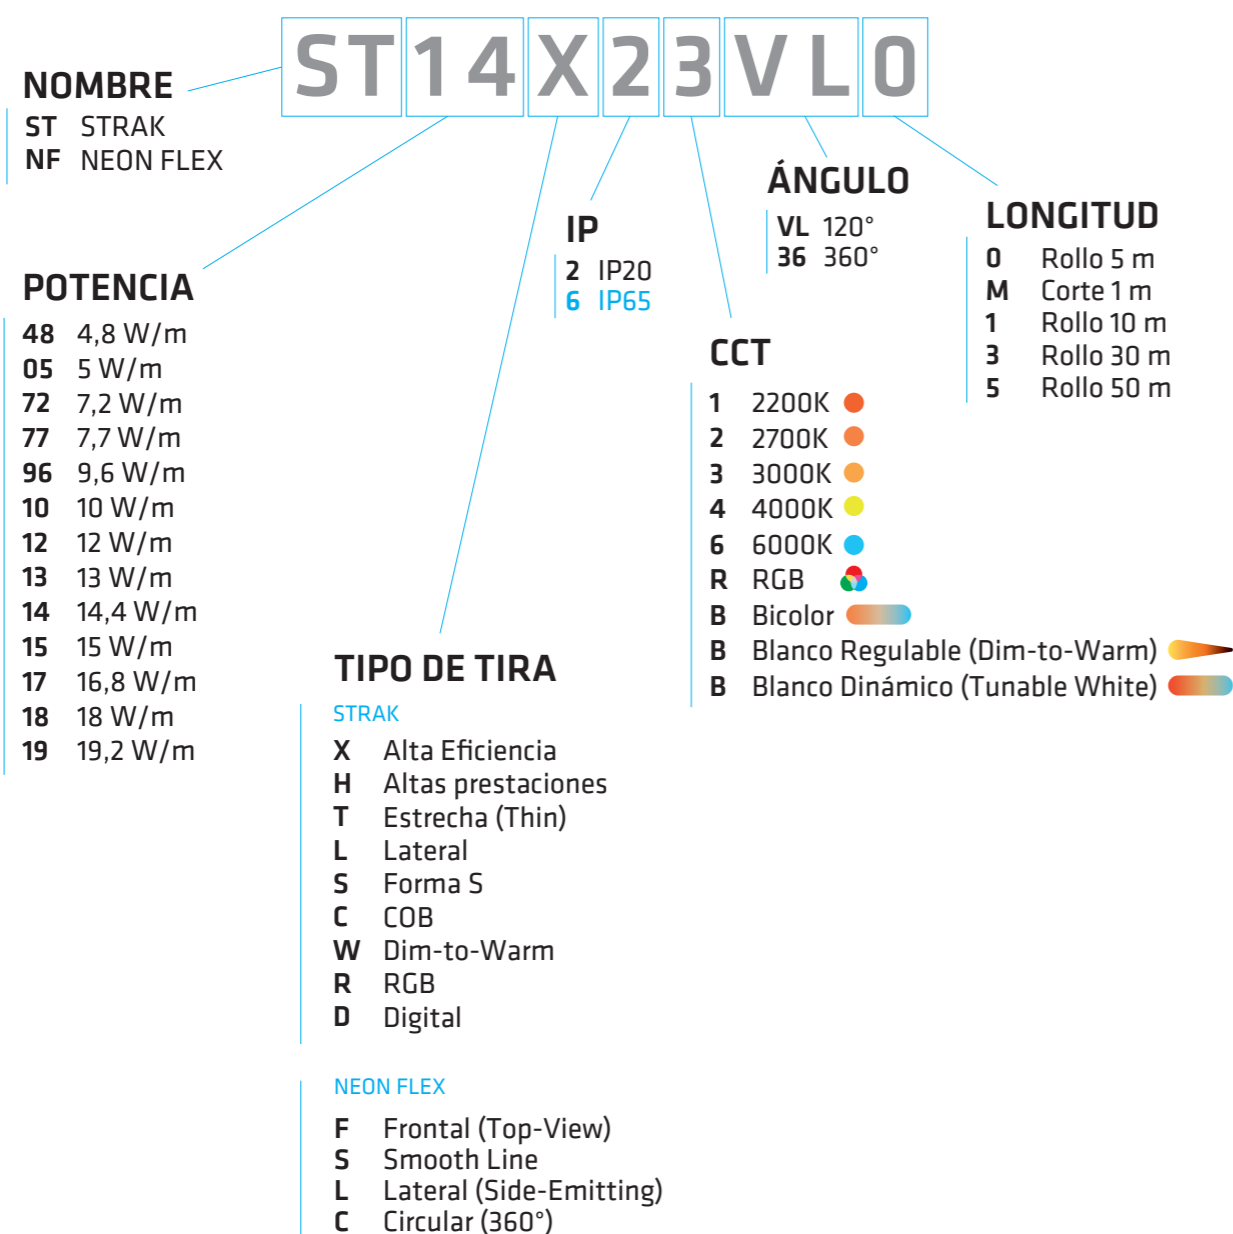 ST14X23VL0
NOMBRE
ST STRAK
NF NEON FLEX
POTENCIA
48 4,8 W/m
05 5 W/m
72 7,2 W/m
77 7,7 W/m
96 9,6 W/m
10 10 W/m
12 12 W/m
13 13 W/m
14 14,4 W/m
15 15 W/m
17 16,8 W/m
18 18 W/m
19 19,2 W/m
TIPO DE TIRA
STRAK
X Alta Eficiencia
H Altas prestaciones
T Estrecha (Thin)
L Lateral
S Forma S
C COB
W Dim-to-Warm
R RGB
D Digital
NEON FLEX
F Frontal (Top-View)
S Smooth Line
L Lateral (Side-Emitting)
C Circular (360°)
IP
2 IP20
6 IP65
CCT
1 2200K
2 2700K
3 3000K
4 4000K
6 6000K
R RGB
B Bicolor
B Blanco Regulable (Dim-to-Warm)
B Blanco Dinámico (Tunable White)
ÁNGULO
VL 120°
36 360°
LONGITUD
0 Rollo 5 m
M Corte 1 m
1 Rollo 10 m
3 Rollo 30 m
5 Rollo 50 m